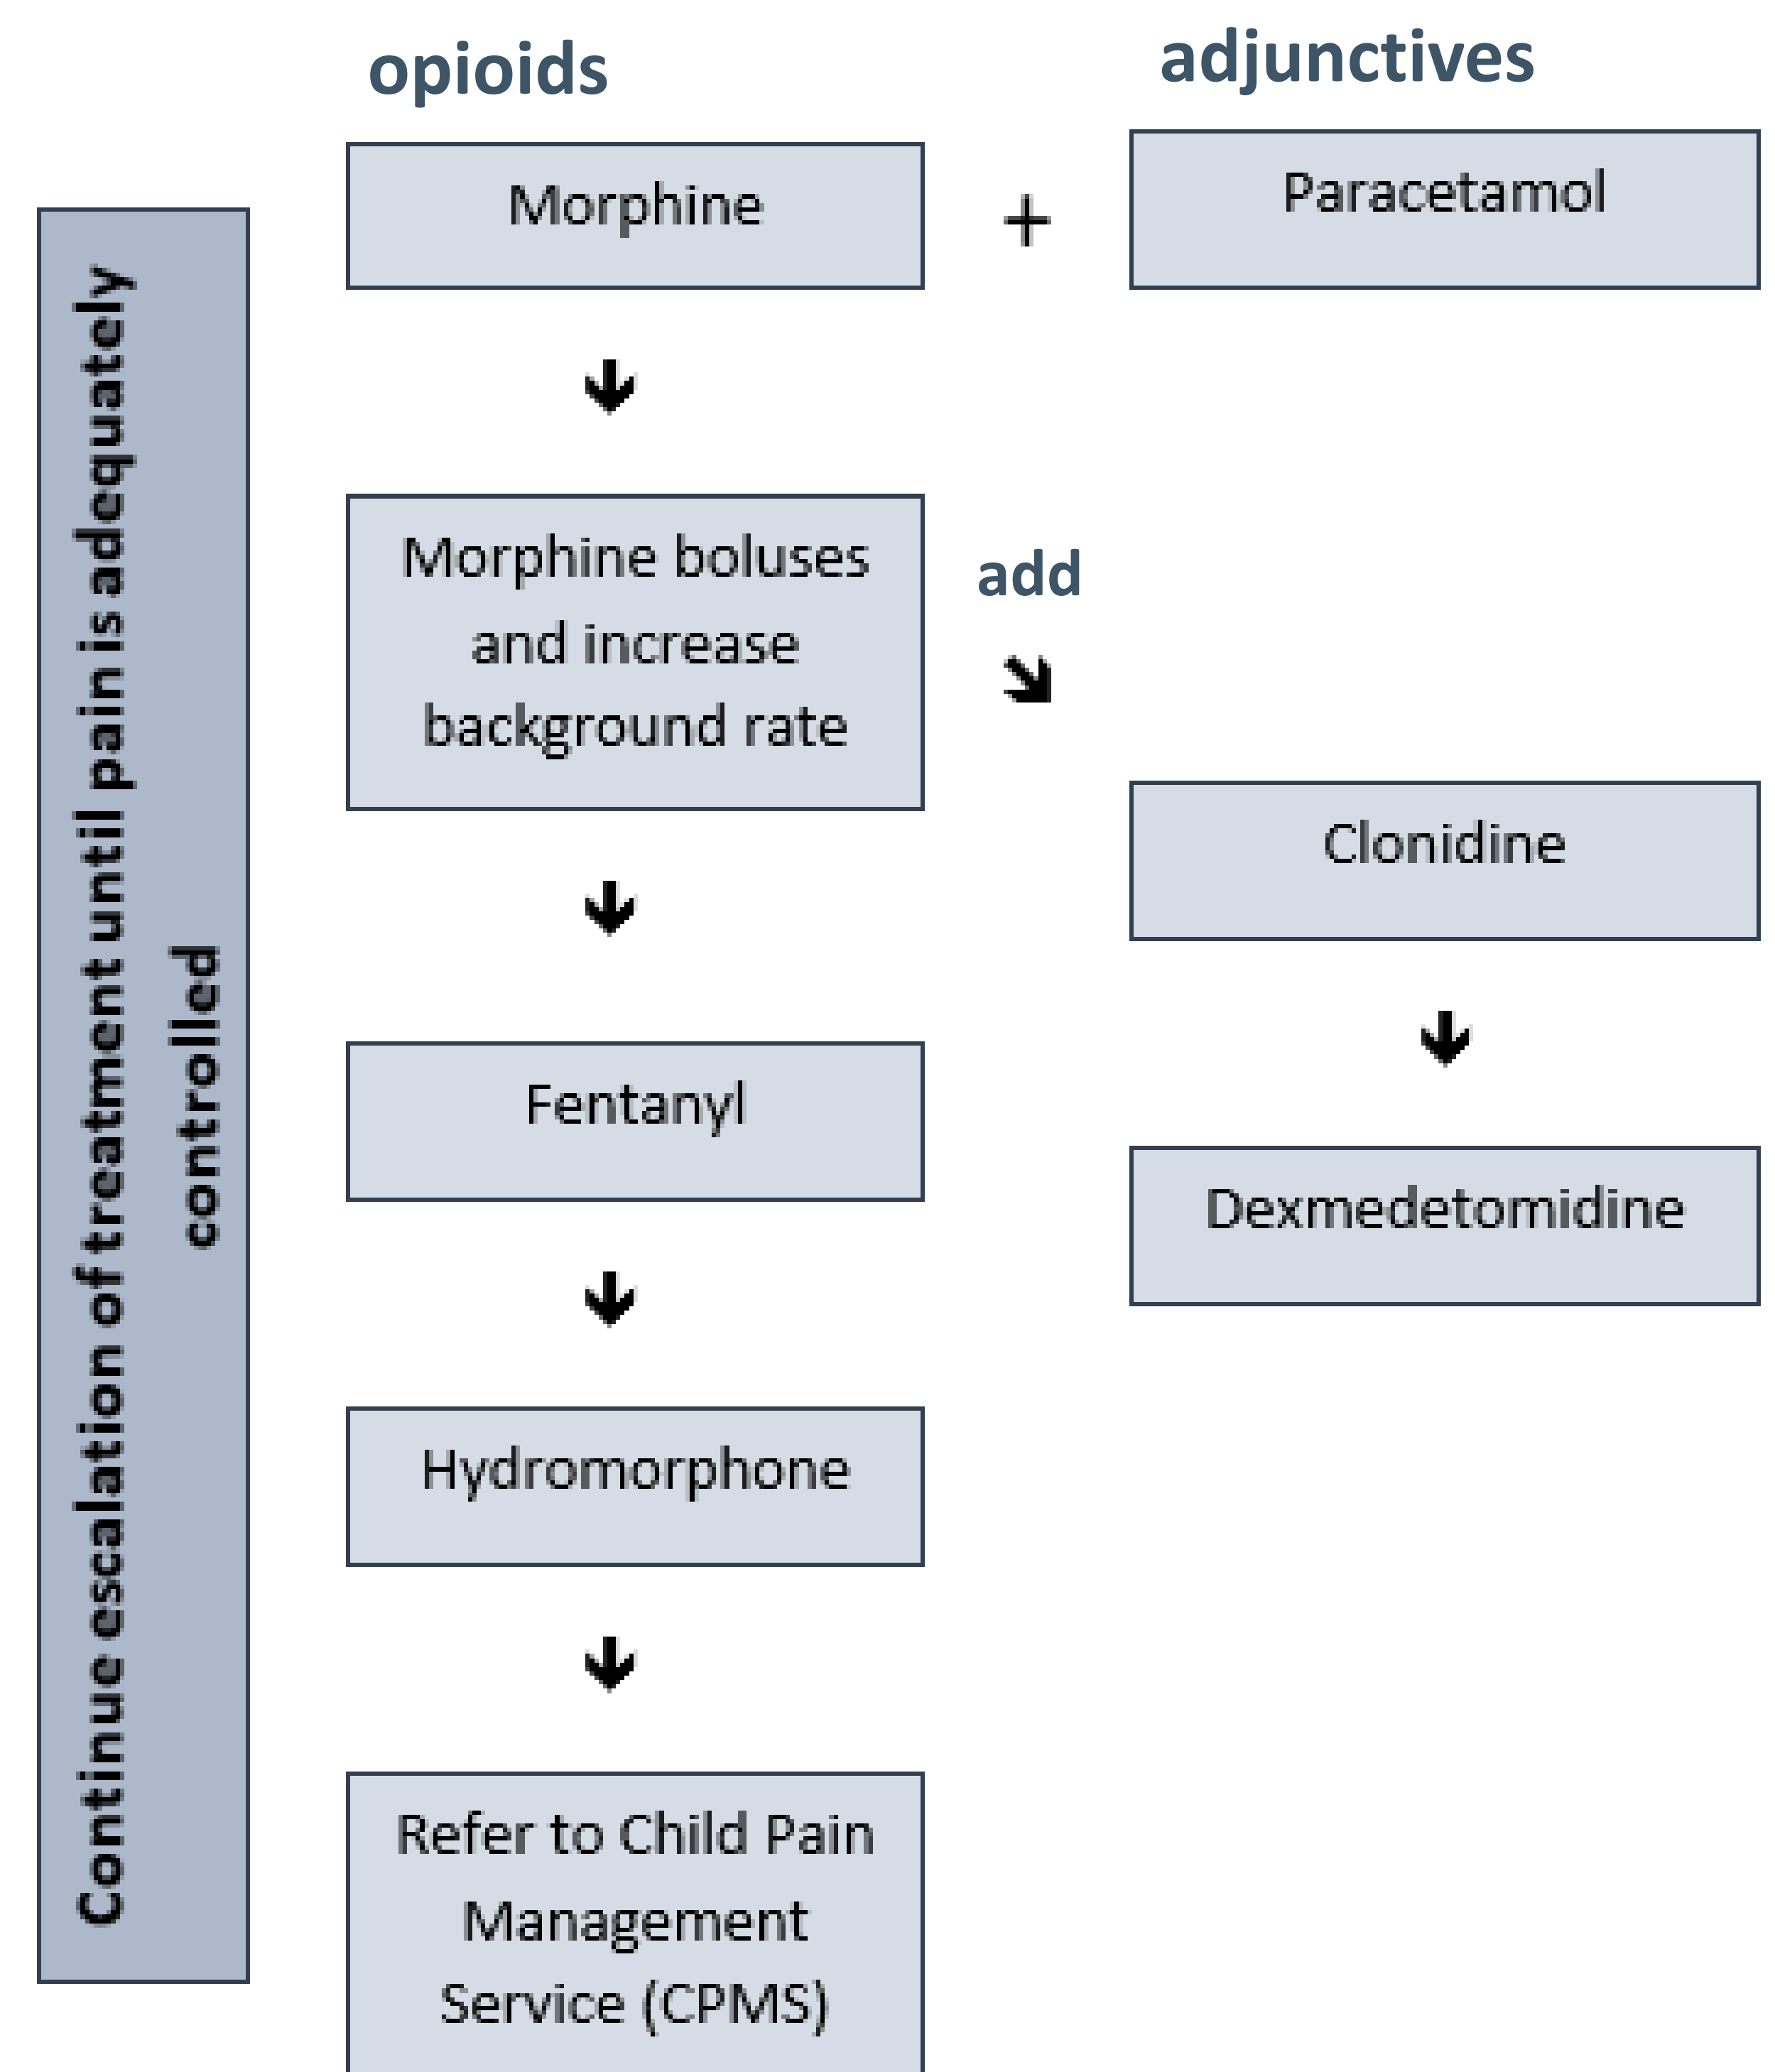 opioids
adjunctives
Continue escalation of treatment until pain is adequately
controlled
Morphine
+
Paracetamol
Morphine boluses
and increase
background rate
add
Clonidine
Fentanyl
Dexmedetomidine
Hydromorphone
Refer to Child Pain
Management
Service (CPMS)